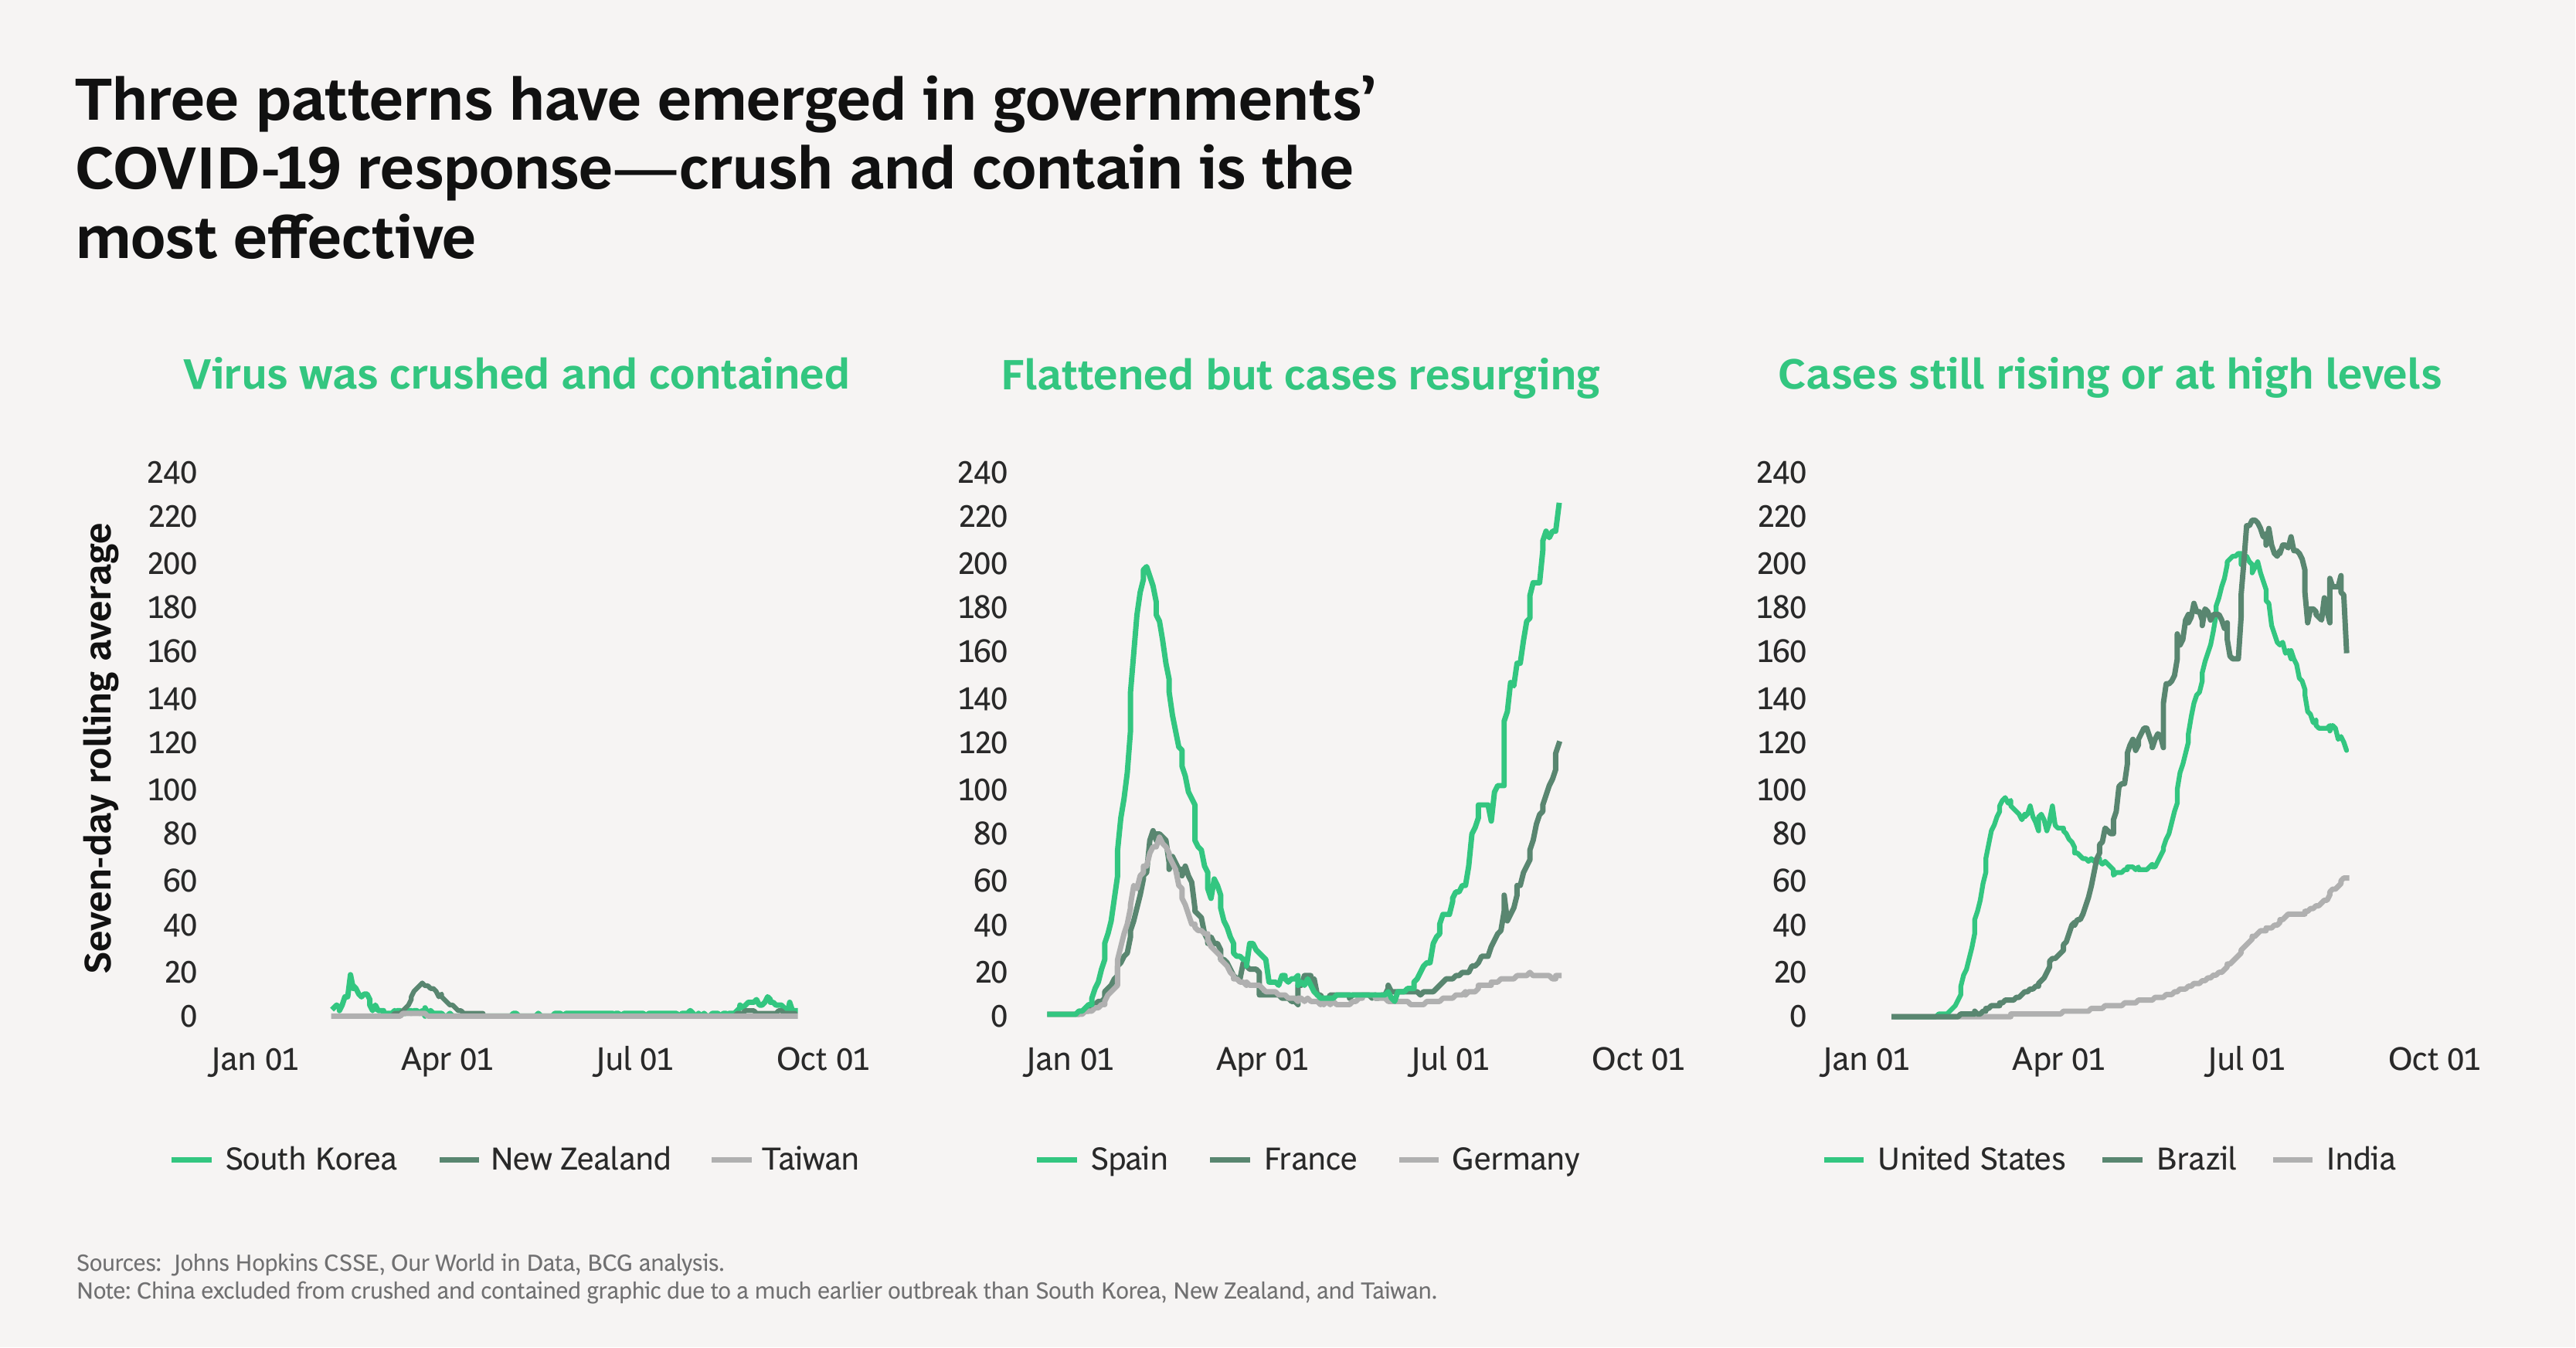 Three patterns have emerged in governments’
COVID-19 response—crush and contain is the
most effective
Virus was crushed and contained
Seven-day rolling average
240
220
200
180
160
140
120
100
80
60
40
20
0
Jan 01 Apr 01 Jul 01 Oct 01
South Korea New Zealand Taiwan
Flattened but cases resurging
240
220
200
180
160
140
120
100
80
60
40
20
0
Jan 01 Apr 01 Jul 01 Oct 01
Spain France Germany
Cases still rising or at high levels
240
220
200
180
160
140
120
100
80
60
40
20
0
Jan 01 Apr 01 Jul 01 Oct 01
United States Brazil India
Sources: Johns Hopkins CSSE, Our World in Data, BCG analysis.
Note: China excluded from crushed and contained graphic due to a much earlier outbreak than South Korea, New Zealand, and Taiwan.